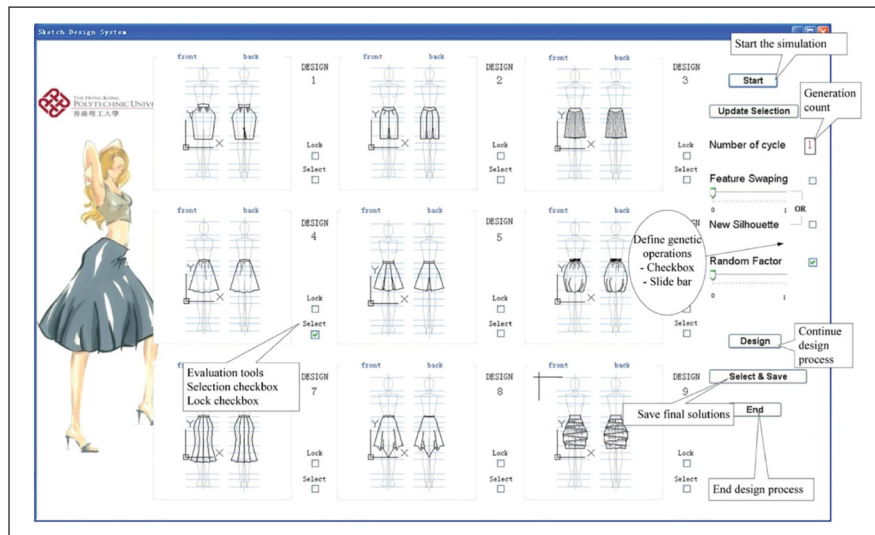 Sketch Design System
THE HONG KONG
POLYTECHNIC UNIVE
香港理工大學
front back
DESIGN
1
Lock
Select
front back
DESIGN
2
Lock
Select
front back
DESIGN
3
Lock
Select
front back
DESIGN
4
Lock
Select
front back
DESIGN
5
front back
DESIGN
Select
DESIGN
7
Lock
Select
back
DESIGN
8
Lock
Select
front back
DESIGN
9
Lock
Select
Y
X
Evaluation tools
Selection checkbox
Lock checkbox
Start the simulation
Start
Generation
count
Update Selection
Number of cycle 1
Feature Swaping
0 1
OR
New Silhouette
Define genetic
operations
- Checkbox
- Slide bar
Random Factor
0 1
Design
Continue
design
process
Select & Save
Save final solutions
End
End design process